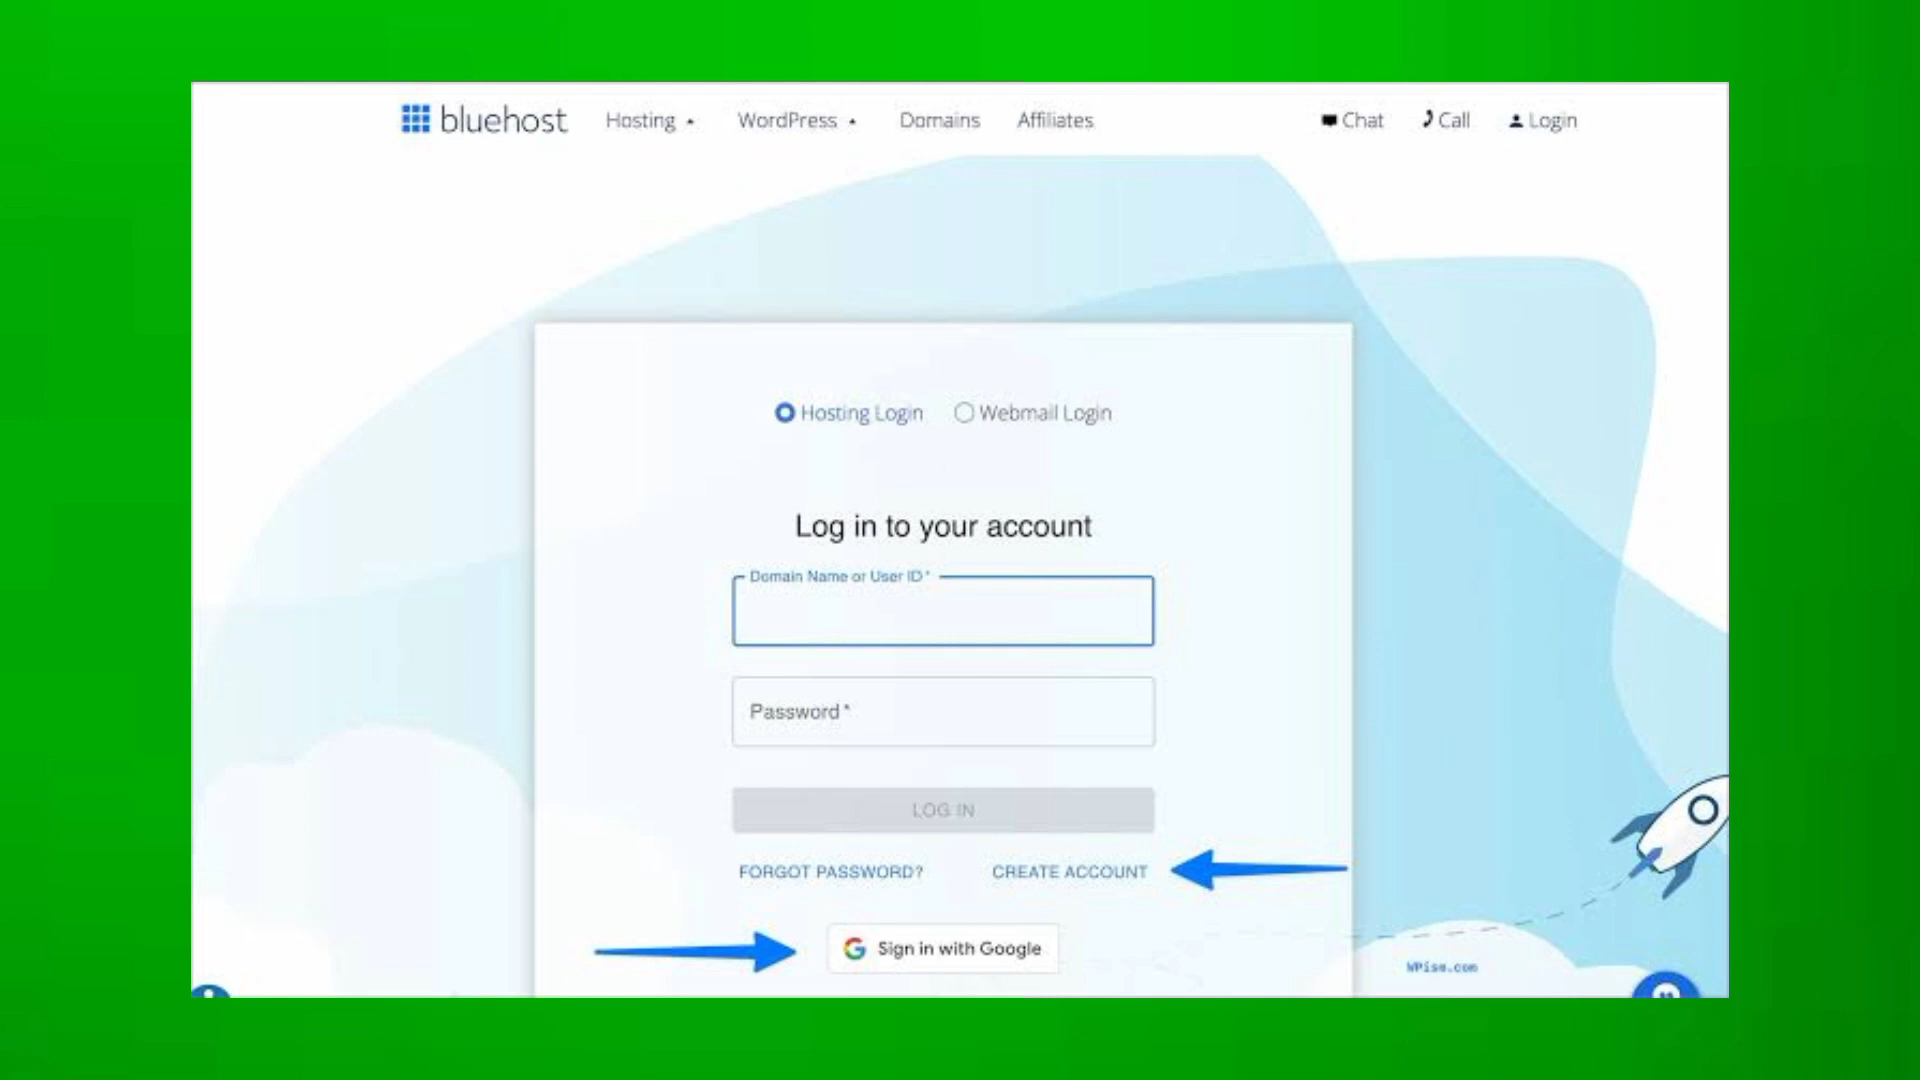 bluehost Hosting WordPress Domains Affiliates Chat Call Login
Hosting Login Webmail Login
Log in to your account
Domain Name or User ID *
Password *
LOG IN
FORGOT PASSWORD? CREATE ACCOUNT
Sign in with Google
WPism.com